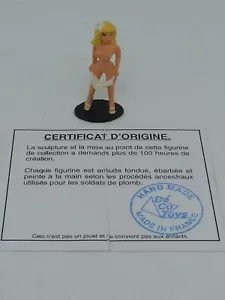 CERTIFICAT D'ORIGINE.
La sculpture et la mise au point de cette figurine
de collection a demandé plus de 100 heures de
création.
Chaque figurine est ensuite fondue, ébarbée et
peinte à la main selon les procédés ancestraux
utilisés pour les soldats de plomb.
HAND MADE
Toys
MADE IN FRANCE
Ceci n'est pas un jouet et ne convient pas aux enfants.